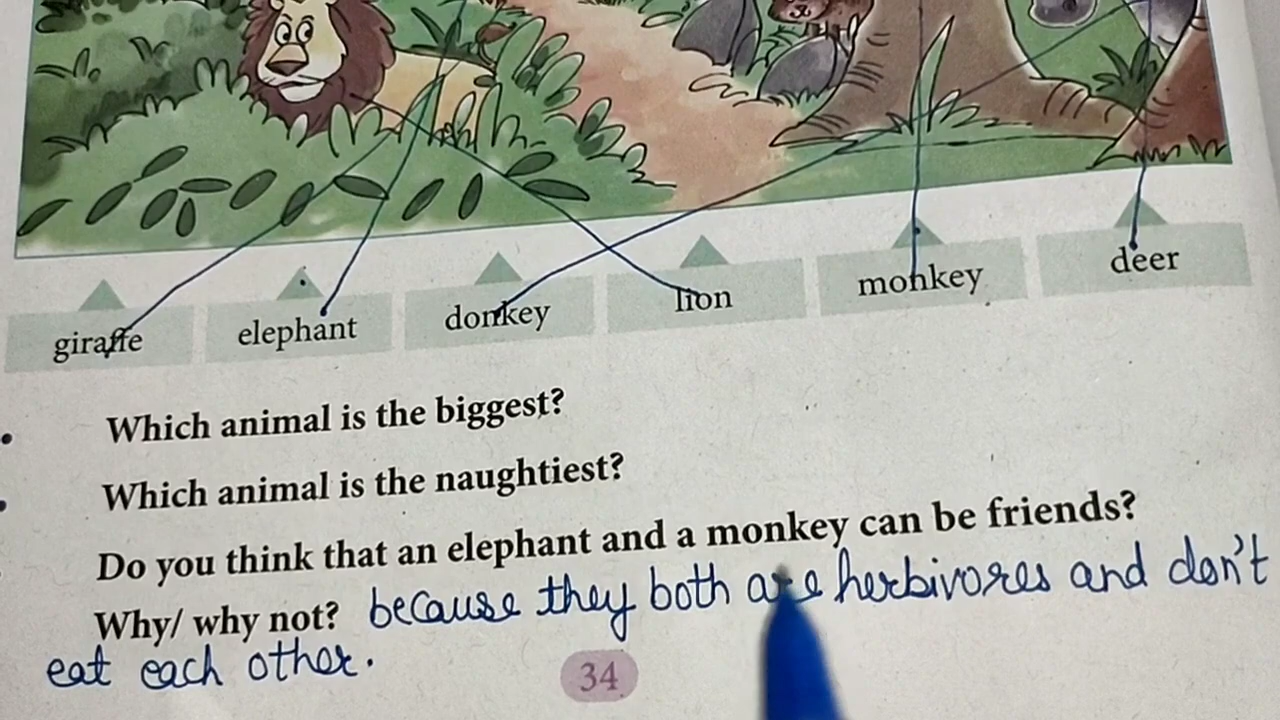 giraffe elephant donkey lion monkey deer
Which animal is the biggest?
Which animal is the naughtiest?
Do you think that an elephant and a monkey can be friends?
Why/ why not? because they both are herbivores and don't
eat each other.
34